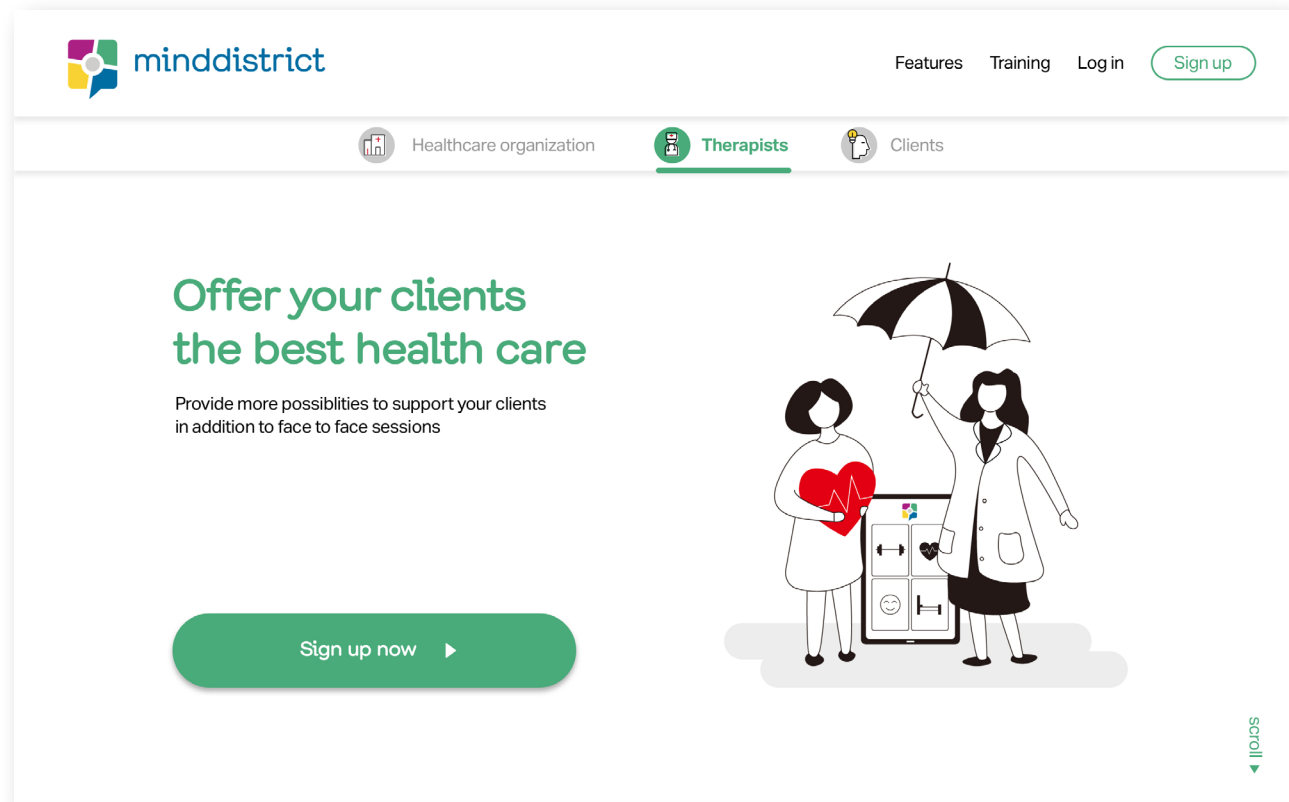 minddistrict
Features Training Log in Sign up
Healthcare organization Therapists Clients
Offer your clients
the best health care
Provide more possiblities to support your clients
in addition to face to face sessions
Sign up now
scroll